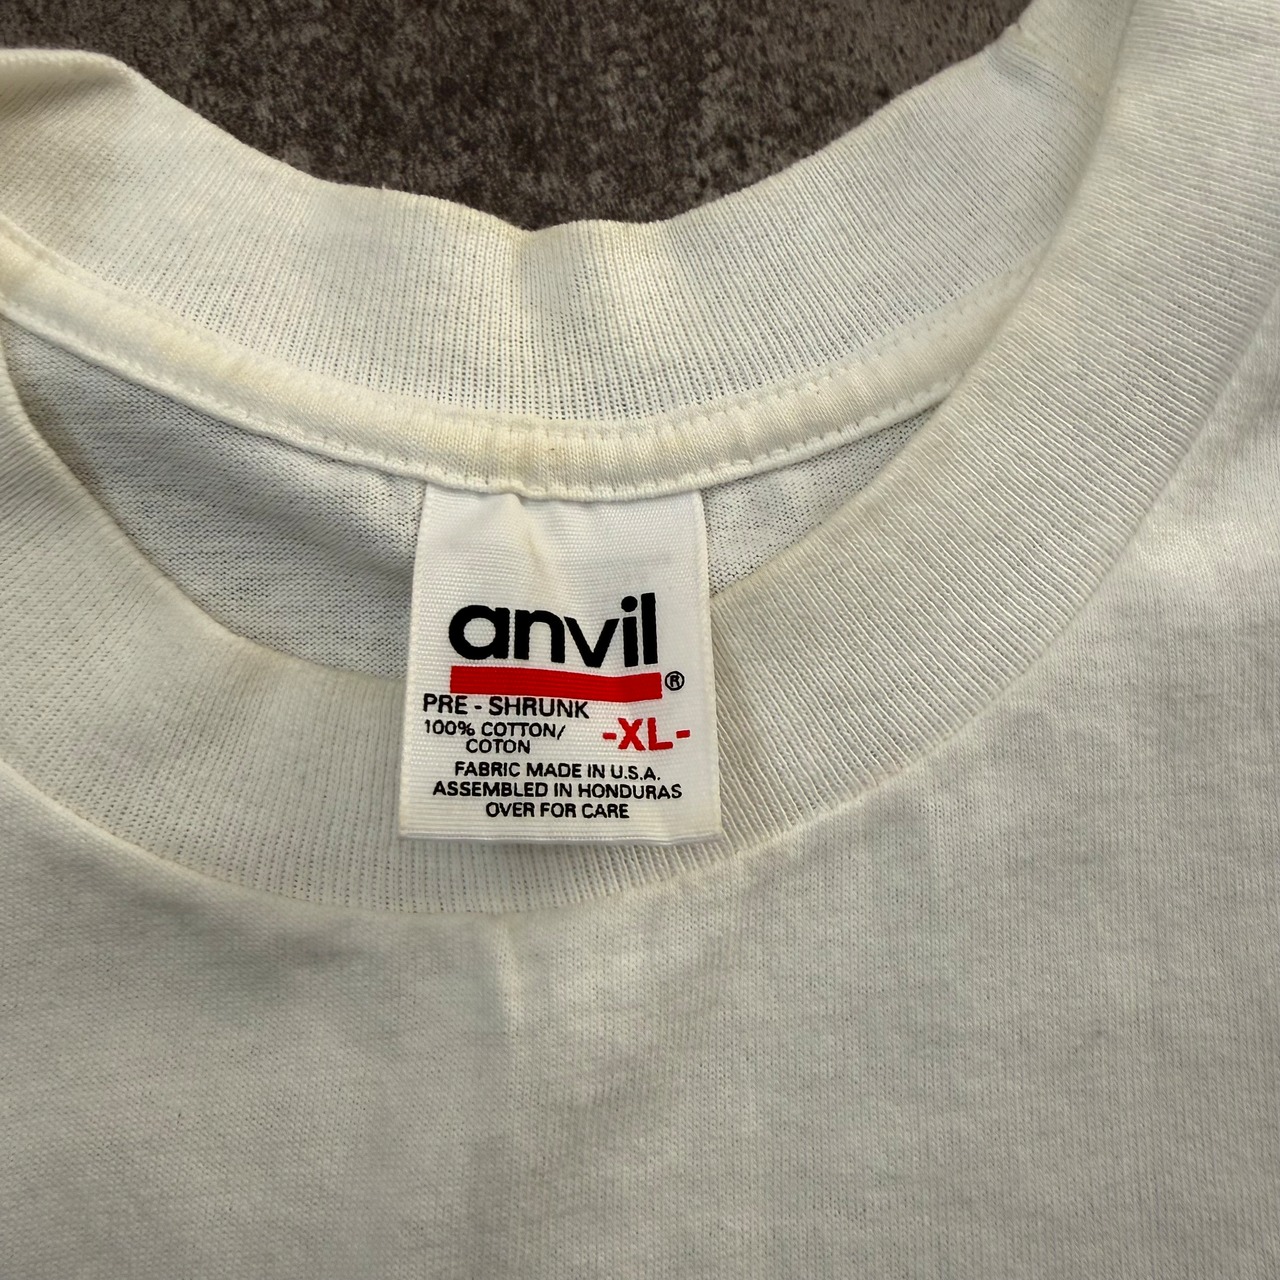 anvil®
PRE - SHRUNK
100% COTTON/
COTON
-XL-
FABRIC MADE IN U.S.A.
ASSEMBLED IN HONDURAS
OVER FOR CARE